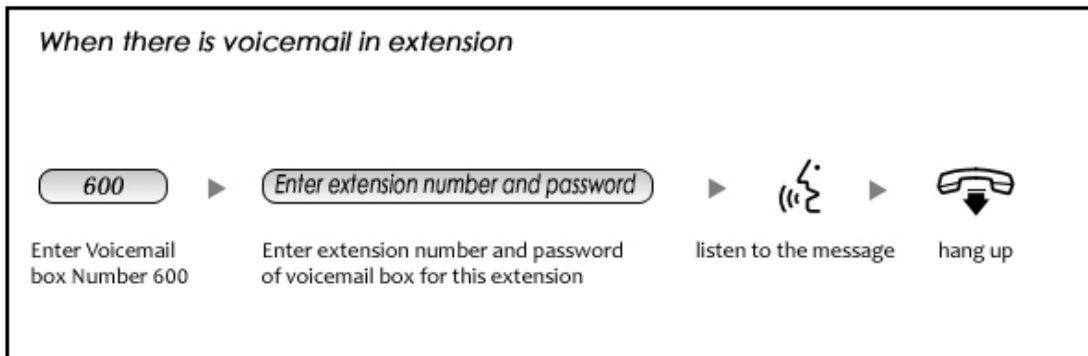 When there is voicemail in extension
600
Enter extension number and password
Enter Voicemail
box Number 600
Enter extension number and password
of voicemail box for this extension
listen to the message
hang up